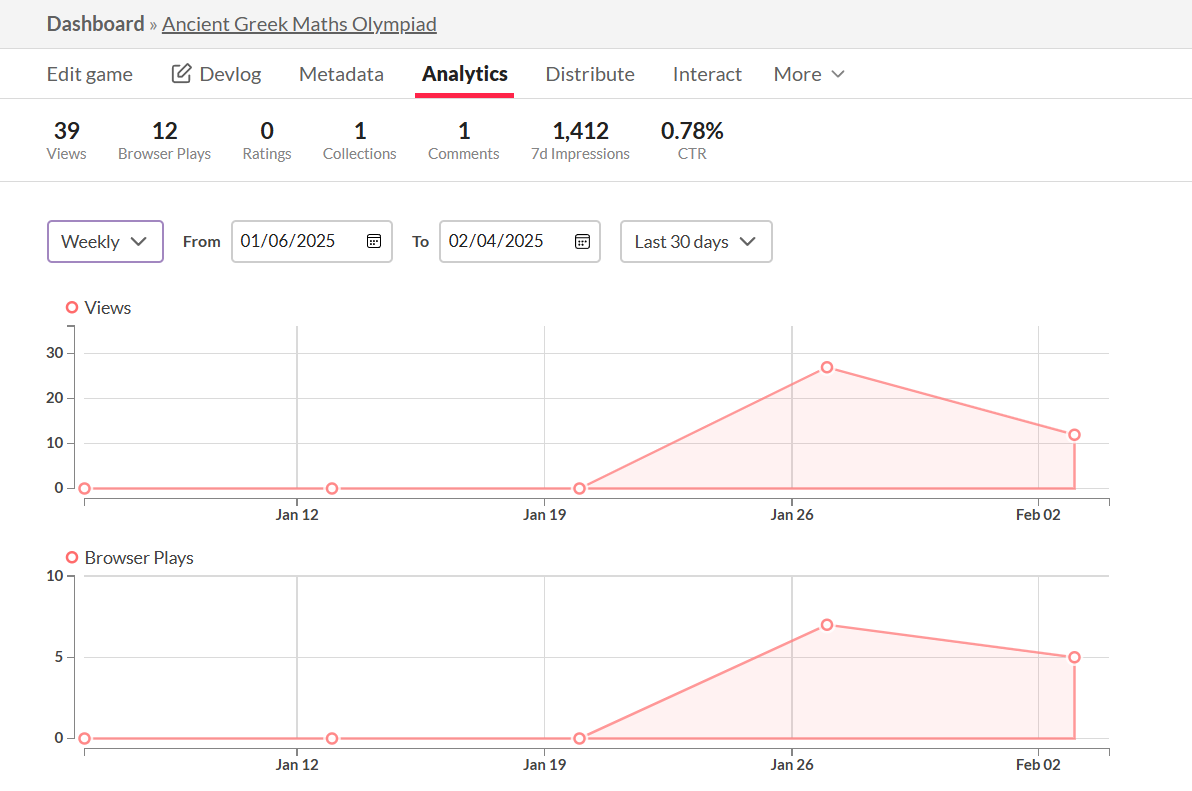 Dashboard » Ancient Greek Maths Olympiad
Edit game Devlog Metadata Analytics Distribute Interact More
39 12 0 1 1 1,412 0.78%
Views Browser Plays Ratings Collections Comments 7d Impressions CTR
Weekly From 01/06/2025 To 02/04/2025 Last 30 days
Views
30
20
10
0
Jan 12 Jan 19 Jan 26 Feb 02
Browser Plays
10
5
0
Jan 12 Jan 19 Jan 26 Feb 02